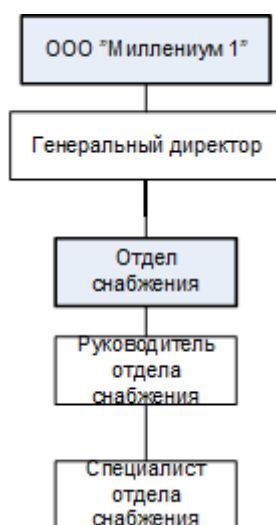 ООО "Миллениум 1"
Генеральный директор
Отдел
снабжения
Руководитель
отдела
снабжения
Специалист
отдела
снабжения